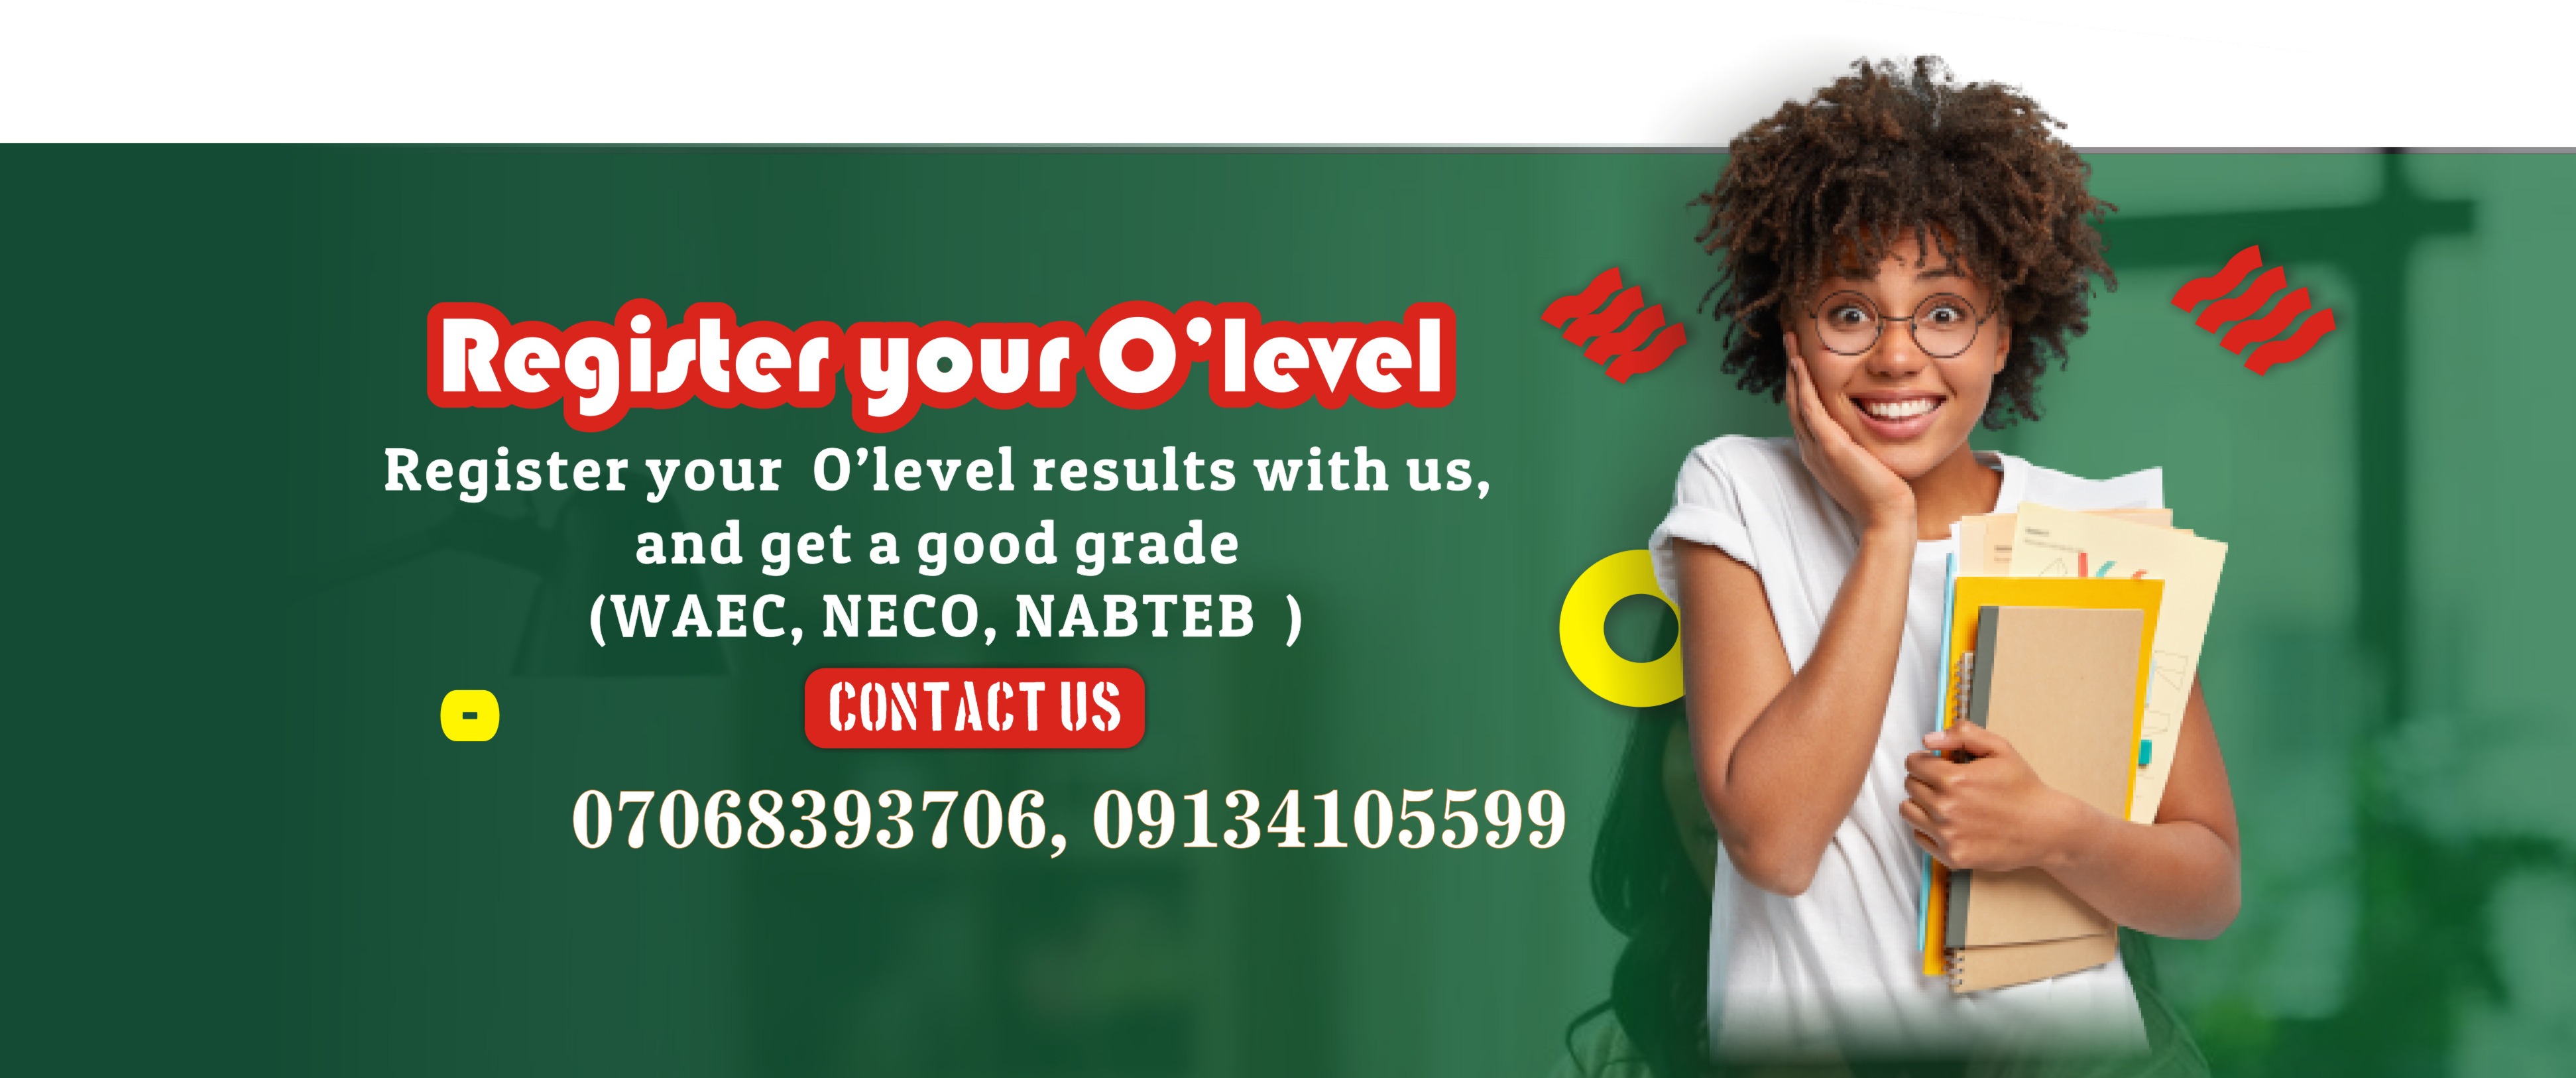 Register your O'level
Register your O'level results with us,
and get a good grade
(WAEC, NECO, NABTEB )
CONTACT US
07068393706, 09134105599